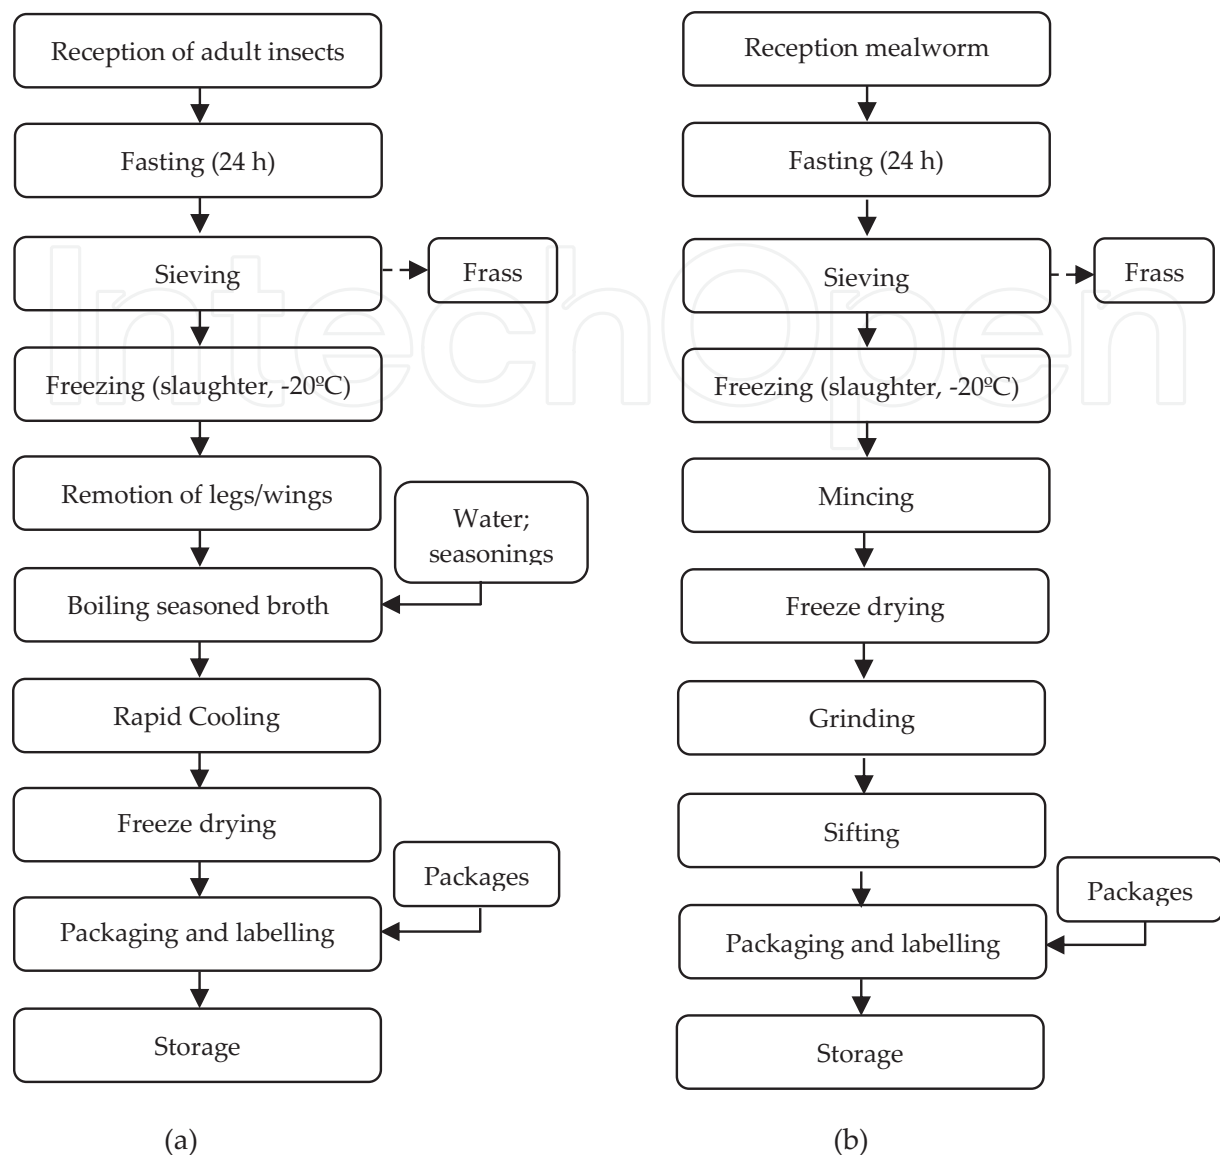 Reception of adult insects
Fasting (24 h)
Sieving
Frass
Freezing (slaughter, -20ºC)
Remotion of legs/wings
Water;
seasonings
Boiling seasoned broth
Rapid Cooling
Freeze drying
Packages
Packaging and labelling
Storage
(a)
Reception mealworm
Fasting (24 h)
Sieving
Frass
Freezing (slaughter, -20ºC)
Mincing
Freeze drying
Grinding
Sifting
Packages
Packaging and labelling
Storage
(b)
IntechOpen